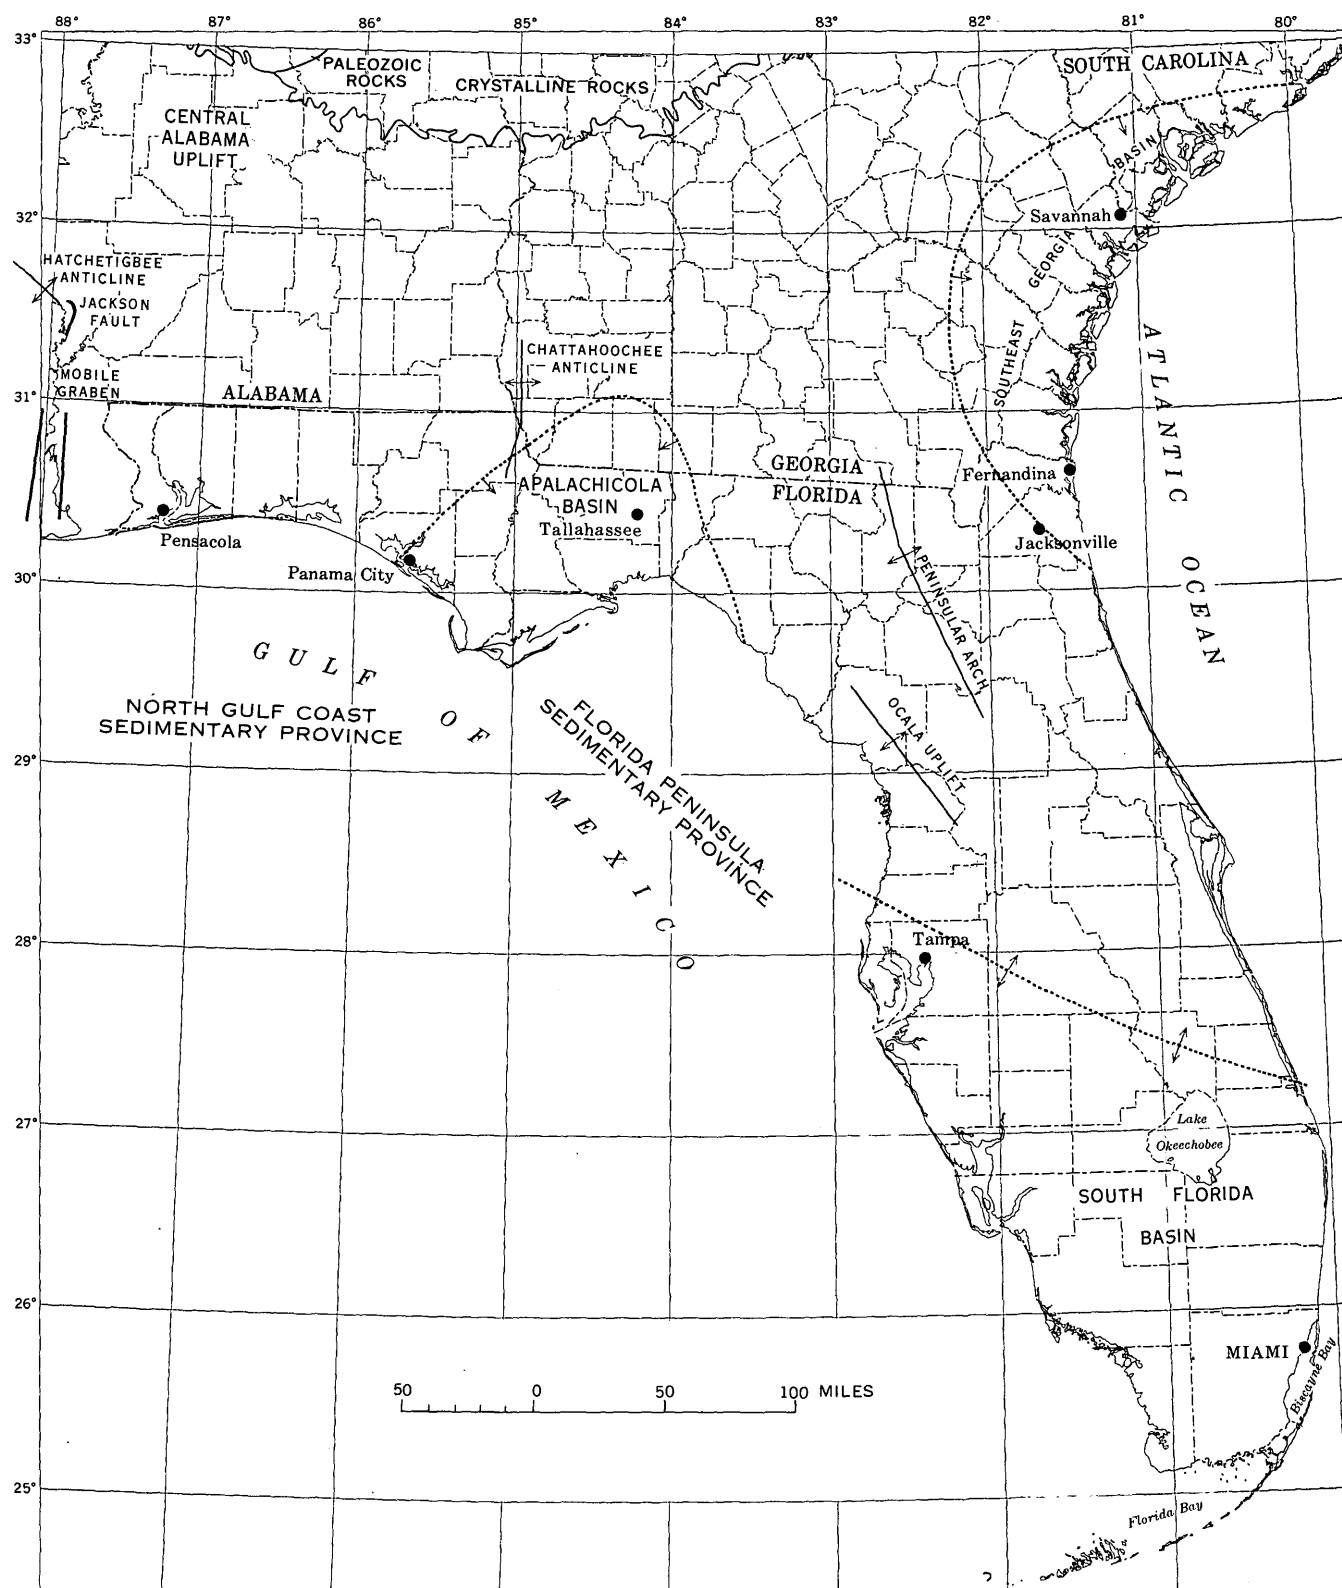 88° 87° 86° 85° 84° 83° 82° 81° 80°
33°
PALEOZOIC
ROCKS
CRYSTALLINE ROCKS
SOUTH CAROLINA
CENTRAL
ALABAMA
UPLIFT
BASIN
Savannah
32°
GEORGIA
HATCHETIGBEE
ANTICLINE
JACKSON
FAULT
SOUTHEAST
CHATTAHOOCHEE
ANTICLINE
MOBILE
GRABEN
ALABAMA
31°
ATLANTIC OCEAN
GEORGIA
FLORIDA
Fernandina
APALACHICOLA
BASIN
Tallahassee
Jacksonville
Pensacola
Panama City
30°
PENINSULAR ARCH
GULF OF MEXICO
NORTH GULF COAST
SEDIMENTARY PROVINCE
FLORIDA PENINSULA
SEDIMENTARY PROVINCE
OCALA UPLIFT
29°
28°
Tampa
27°
Lake
Okeechobee
SOUTH FLORIDA
BASIN
26°
MIAMI
Biscayne Bay
50 0 50 100 MILES
25°
Florida Bay